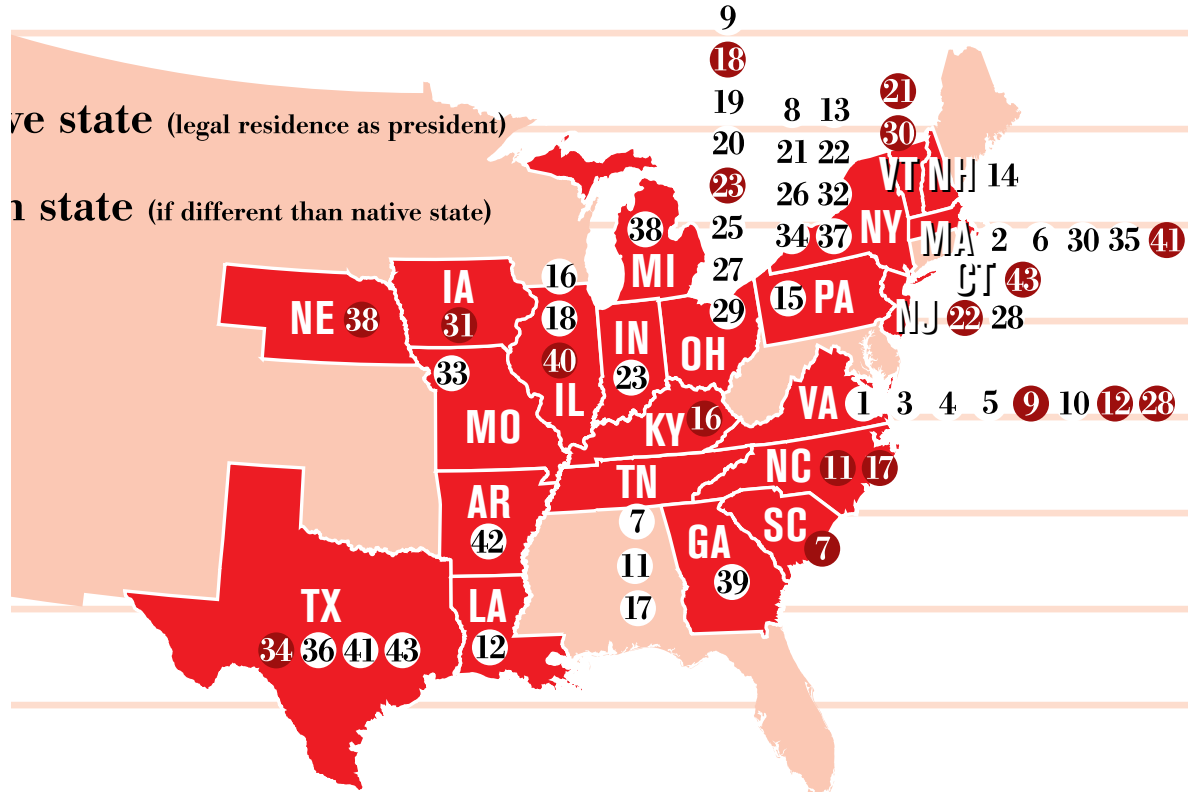 9
18
19
20
23
25
27
29
8 13
21 22
26 32
34 37 NY
21
30
VT NH 14
MA 2 6 30 35 41
CT 43
NJ 22 28
ve state (legal residence as president)
n state (if different than native state)
38
MI
NE 38
IA
31
16
18
40
IL
IN
23
OH
15 PA
33
MO
KY 16
VA 1 3 4 5 9 10 12 28
NC 11 17
TN
7
11
17
SC
7
GA
39
AR
42
LA
12
TX
34 36 41 43